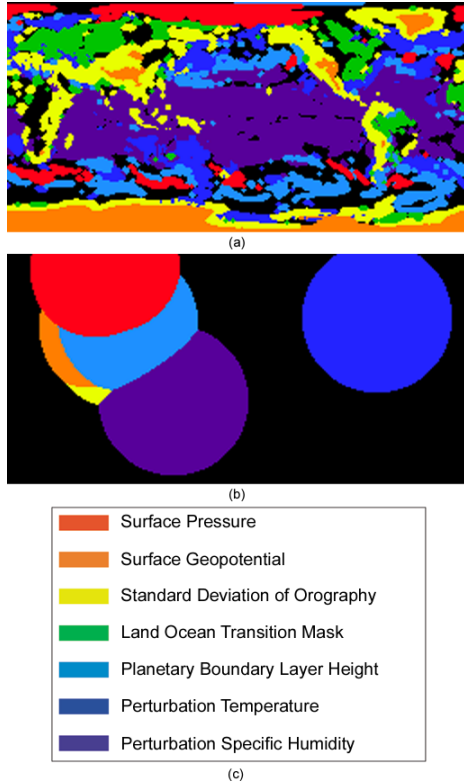 (a)
(b)
Surface Pressure
Surface Geopotential
Standard Deviation of Orography
Land Ocean Transition Mask
Planetary Boundary Layer Height
Perturbation Temperature
Perturbation Specific Humidity
(c)